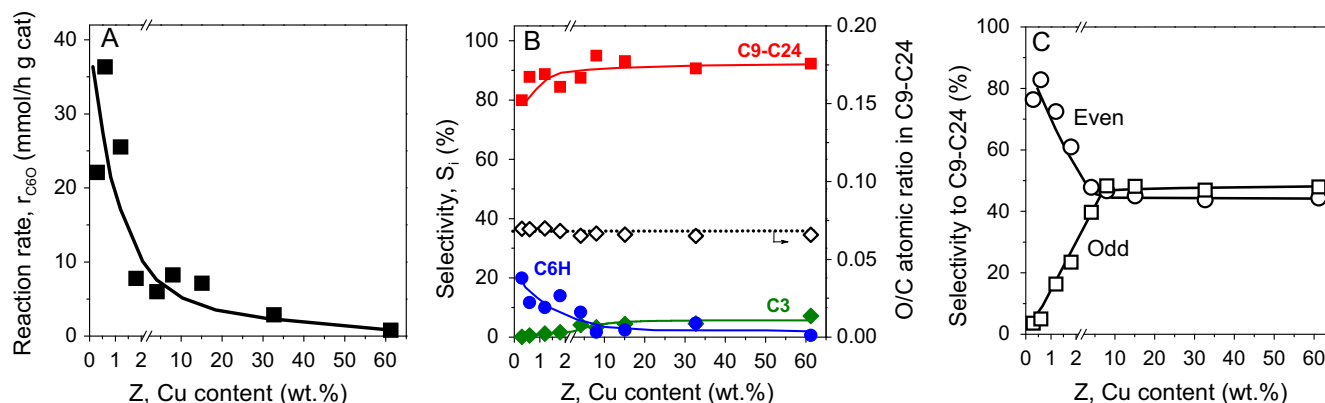 A
Reaction rate, r_C6O (mmol/h g cat)
40
30
20
10
0
0 1 2 10 20 30 40 50 60
Z, Cu content (wt.%)
B
C9-C24
C6H
C3
Selectivity, S_i (%)
100
80
60
40
20
0
0 1 2 10 20 30 40 50 60
Z, Cu content (wt.%)
0.20
0.15
0.10
0.05
0.00
O/C atomic ratio in C9-C24
C
Even
Odd
Selectivity to C9-C24 (%)
100
80
60
40
20
0
0 1 2 10 20 30 40 50 60
Z, Cu content (wt.%)